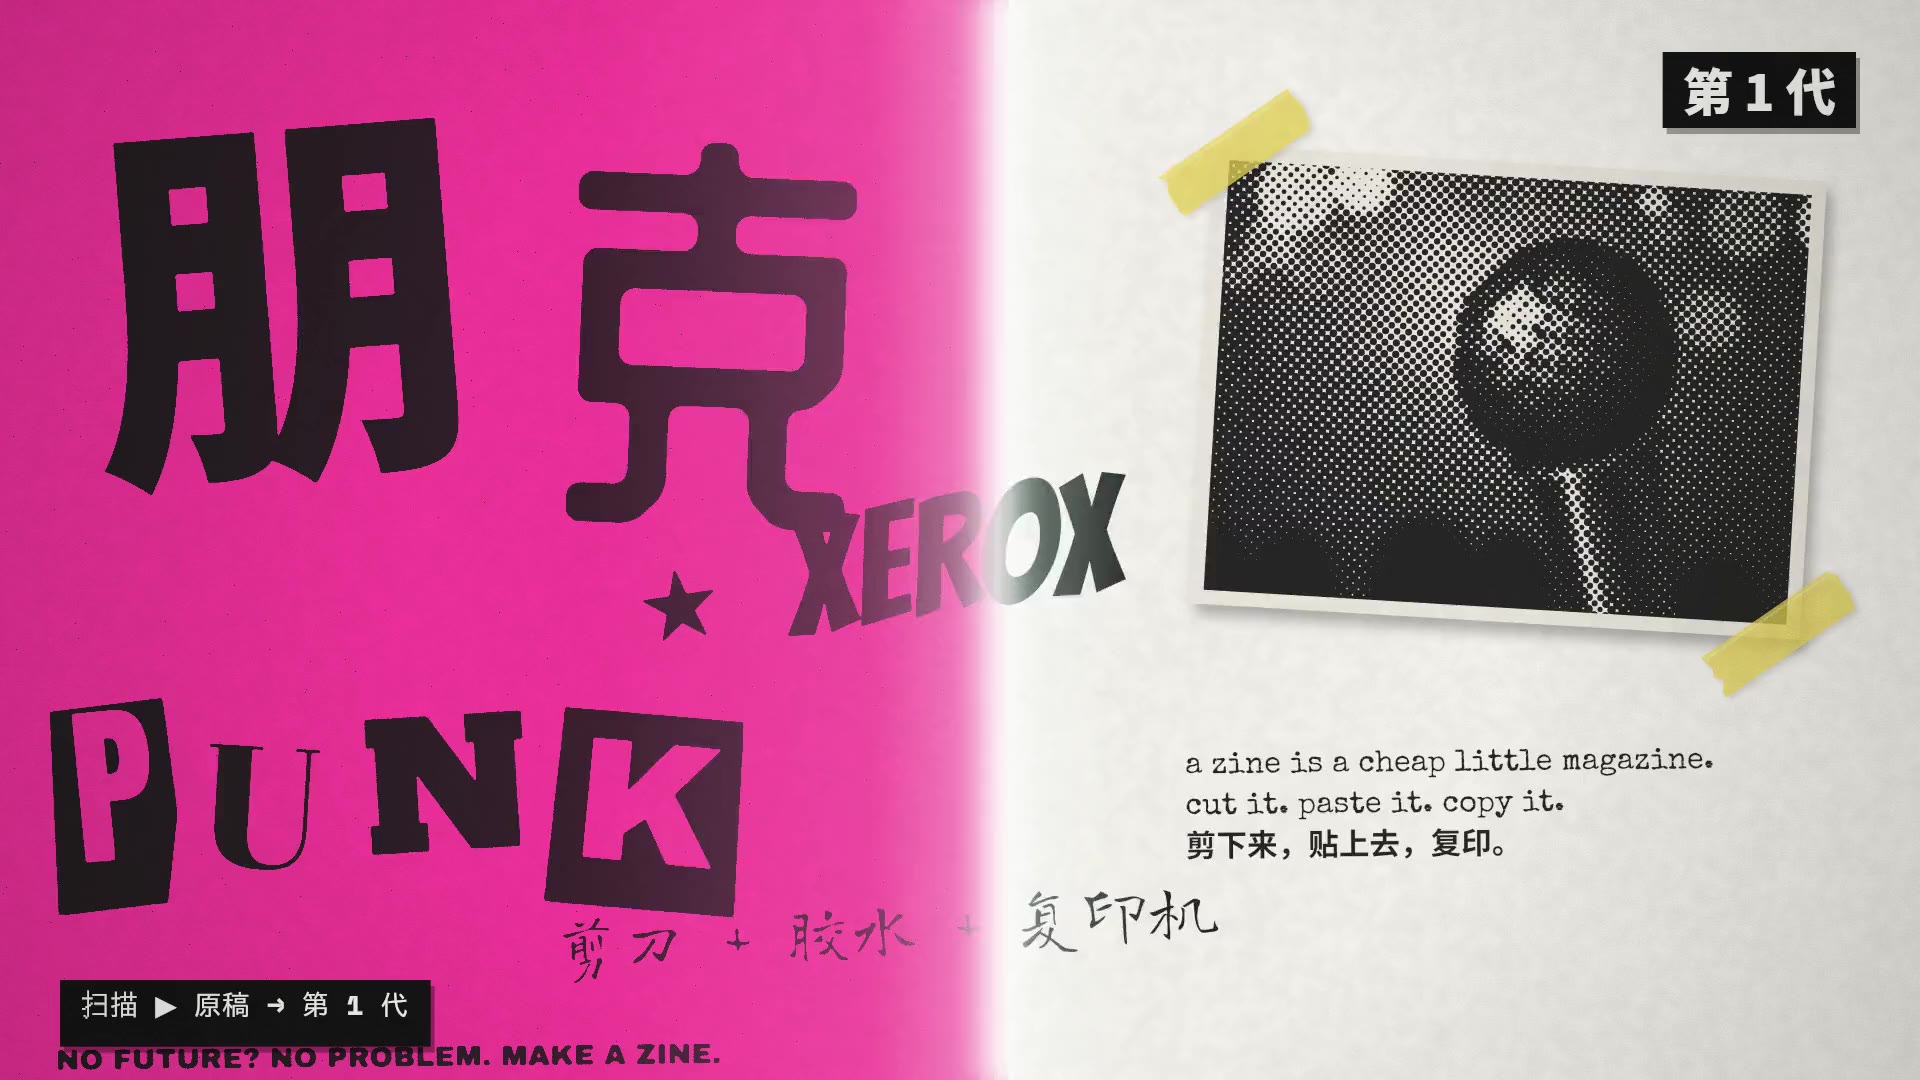 第1代
朋克
XEROX
★
PUNK
a zine is a cheap little magazine.
cut it. paste it. copy it.
剪下来，贴上去，复印。
剪刀 + 胶水 + 复印机
扫描 ▶ 原稿 → 第 1 代
NO FUTURE? NO PROBLEM. MAKE A ZINE.